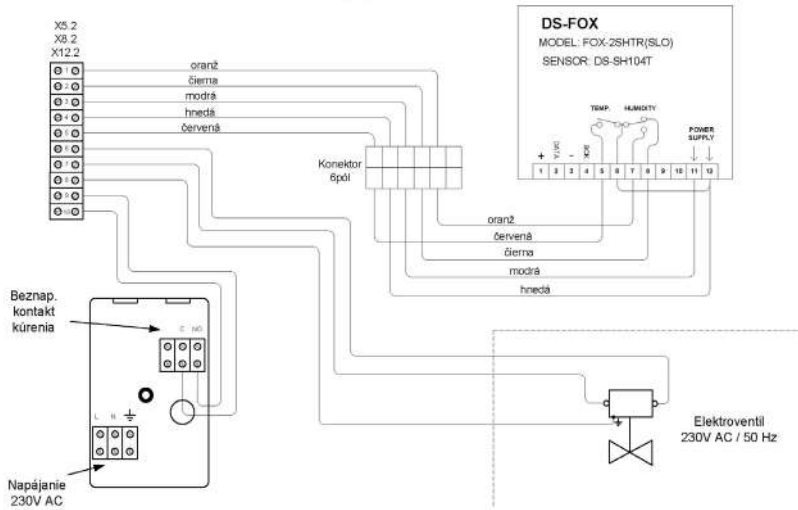 X5.2
X8.2
X12.2
1
2
3
4
5
6
7
8
9
10
oranž
čierna
modrá
hnedá
červená
Konektor
6pól
DS-FOX
MODEL: FOX-2SHTR(SLO)
SENSOR: DS-SH104T
TEMP. HUMIDITY
POWER
SUPPLY
+ DATA - SCK
1 2 3 4 5 6 7 8 9 10 11 12
oranž
červená
čierna
modrá
hnedá
Beznap.
kontakt
kúrenia
C NO
L N
Napájanie
230V AC
Elektroventil
230V AC / 50 Hz